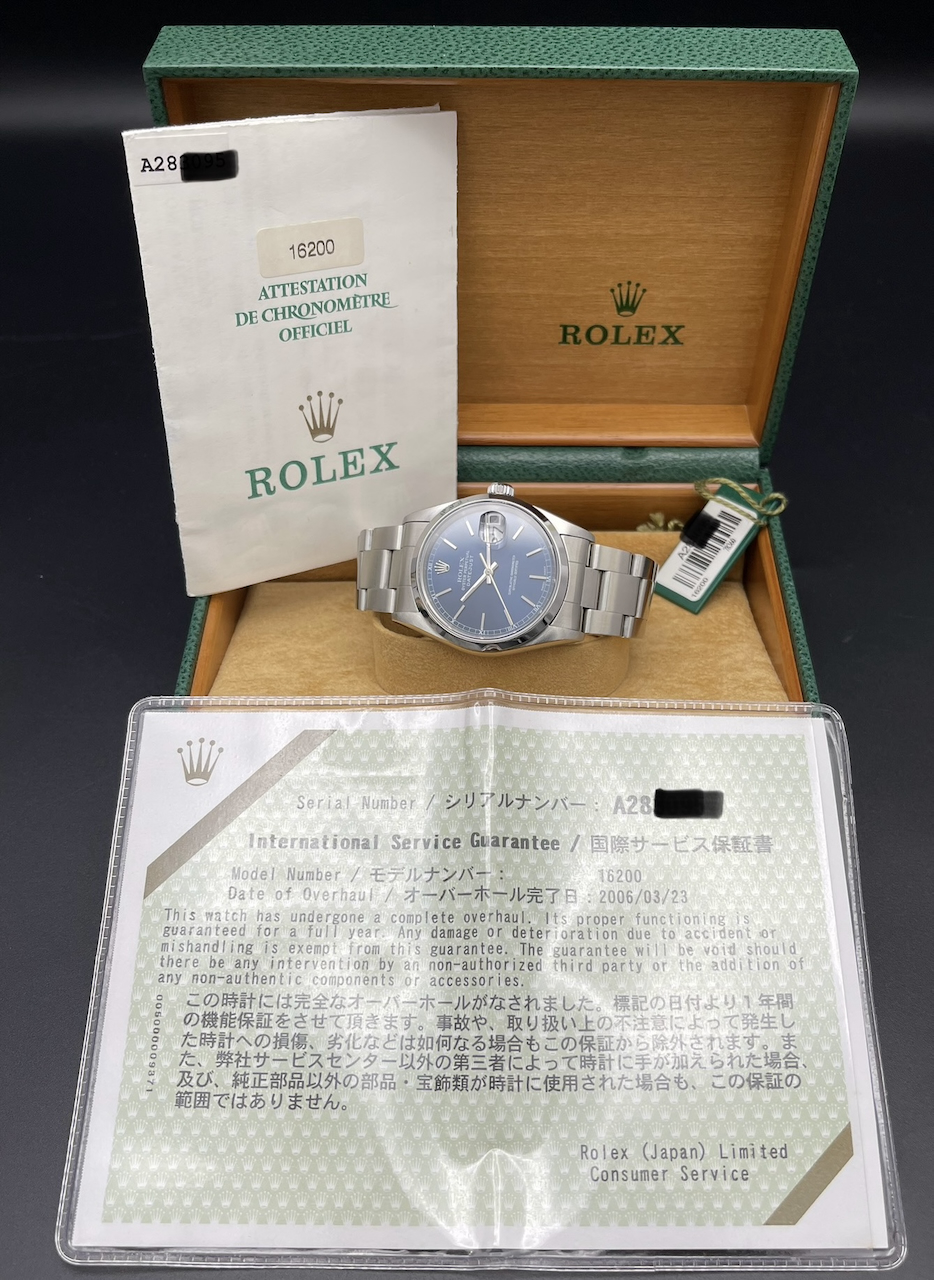 A28
16200
ATTESTATION
DE CHRONOMÈTRE
OFFICIEL
ROLEX
ROLEX
ROLEX
DATEJUST
A2
16200
Serial Number / シリアルナンバー : A28
International Service Guarantee / 国際サービス保証書
Model Number / モデルナンバー : 16200
Date of Overhaul / オーバーホール完了日 : 2006/03/23
This watch has undergone a complete overhaul. Its proper functioning is
guaranteed for a full year. Any damage or deterioration due to accident or
mishandling is exempt from this guarantee. The guarantee will be void should
there be any intervention by an non-authorized third party or the addition of
any non-authentic components or accessories.
この時計には完全なオーバーホールがなされました。標記の日付より１年間
の機能保証をさせて頂きます。事故や、取り扱い上の不注意によって発生し
た時計への損傷、劣化などは如何なる場合もこの保証から除外されます。ま
た、弊社サービスセンター以外の第三者によって時計に手が加えられた場合、
及び、純正部品以外の部品・宝飾類が時計に使用された場合も、この保証の
範囲ではありません。
Rolex (Japan) Limited
Consumer Service